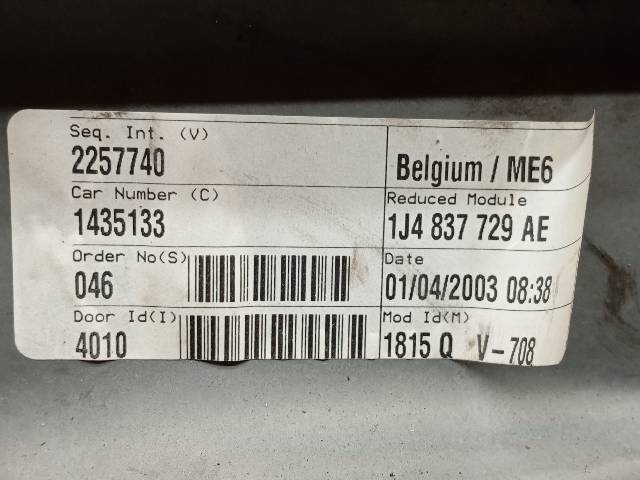 Seq. Int. (V)
2257740
Belgium / ME6
Car Number (C)
1435133
Reduced Module
1J4 837 729 AE
Order No(S)
046
Date
01/04/2003 08:38
Door Id(I)
4010
Mod Id(M)
1815 Q V-708